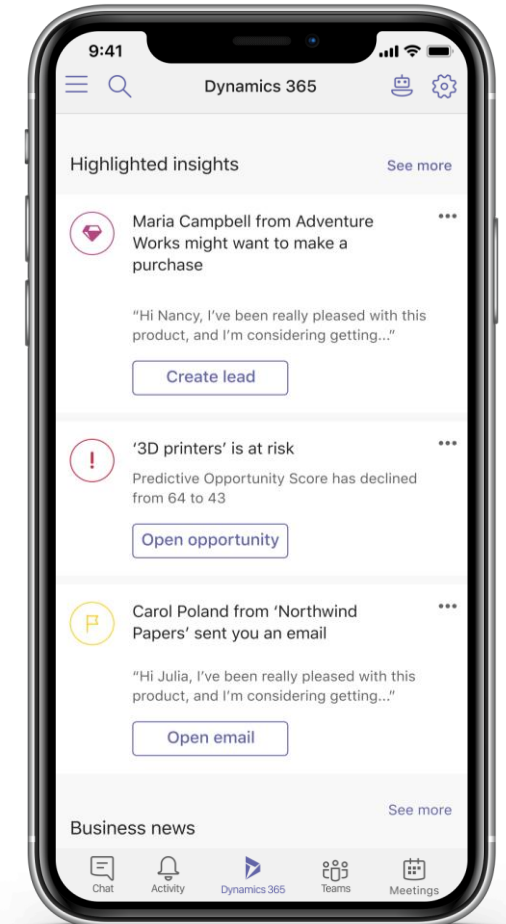 9:41
Dynamics 365
Highlighted insights
See more
Maria Campbell from Adventure
Works might want to make a
purchase
“Hi Nancy, I’ve been really pleased with this
product, and I’m considering getting...”
Create lead
‘3D printers’ is at risk
Predictive Opportunity Score has declined
from 64 to 43
Open opportunity
Carol Poland from ‘Northwind
Papers’ sent you an email
“Hi Julia, I’ve been really pleased with this
product, and I’m considering getting...”
Open email
See more
Business news
Chat
Activity
Dynamics 365
Teams
Meetings